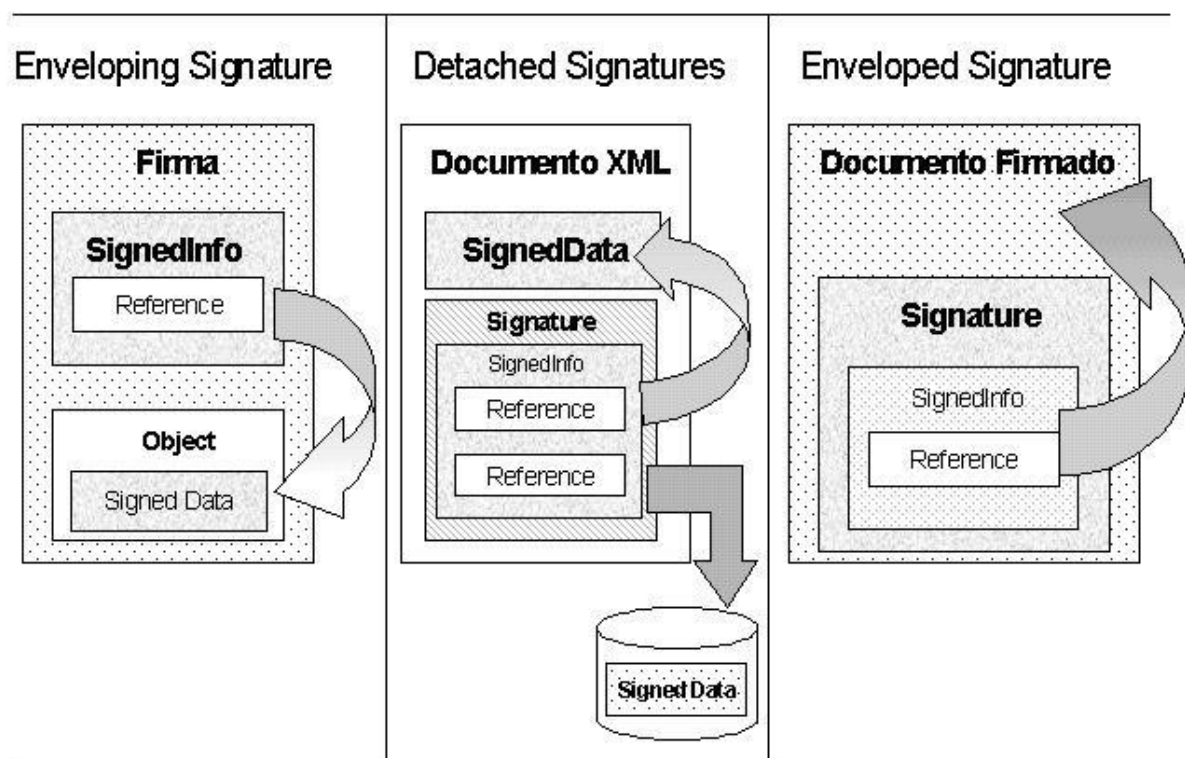 Enveloping Signature
Firma
SignedInfo
Reference
Object
Signed Data
Detached Signatures
Documento XML
SignedData
Signature
SignedInfo
Reference
Reference
Signed Data
Enveloped Signature
Documento Firmado
Signature
SignedInfo
Reference